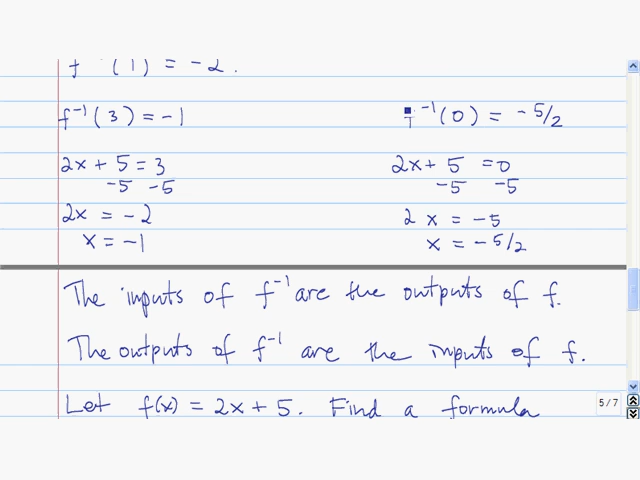 f (1) = -2.
f⁻¹(3) = -1
2x + 5 = 3
-5 -5
2x = -2
x = -1
⁻¹(0) = -5/2
2x + 5 = 0
-5 -5
2x = -5
x = -5/2
The inputs of f⁻¹ are the outputs of f.
The outputs of f⁻¹ are the inputs of f.
Let f(x) = 2x + 5. Find a formula
5 / 7